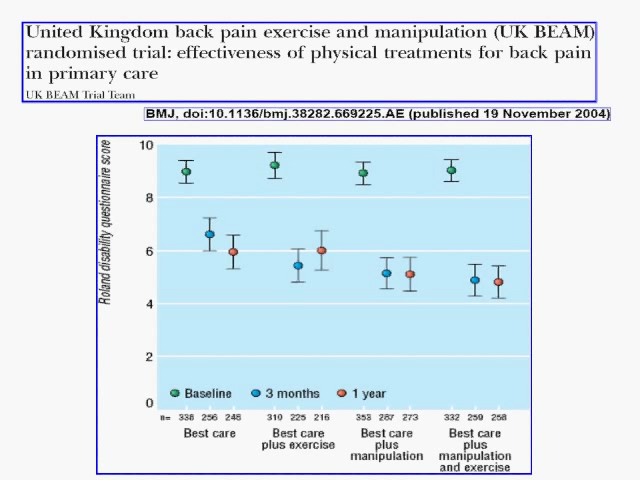 United Kingdom back pain exercise and manipulation (UK BEAM)
randomised trial: effectiveness of physical treatments for back pain
in primary care
UK BEAM Trial Team
BMJ, doi:10.1136/bmj.38282.669225.AE (published 19 November 2004)
Roland disability questionnaire score
10
8
6
4
2
0
Baseline 3 months 1 year
n= 338 256 248 310 225 216 353 287 273 332 259 258
Best care Best care Best care Best care
plus exercise plus plus
manipulation manipulation
and exercise